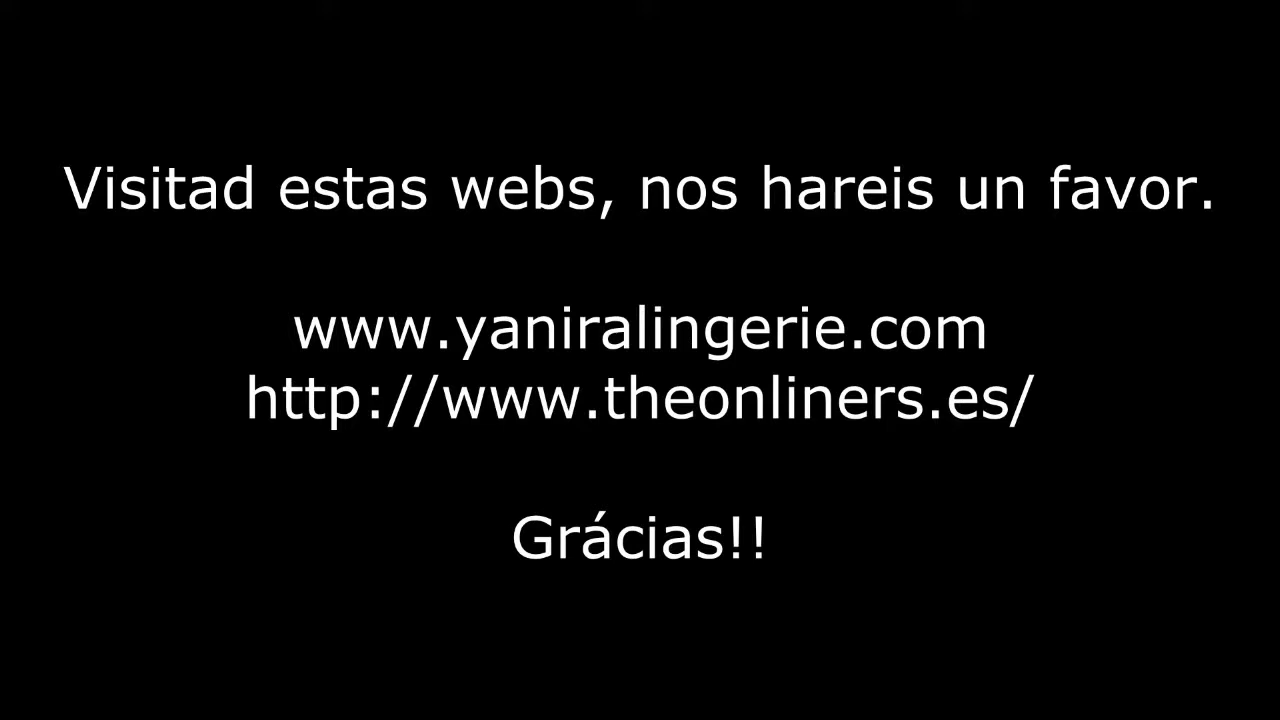 Visitad estas webs, nos hareis un favor.
www.yaniralingerie.com
http://www.theonliners.es/
Grácias!!